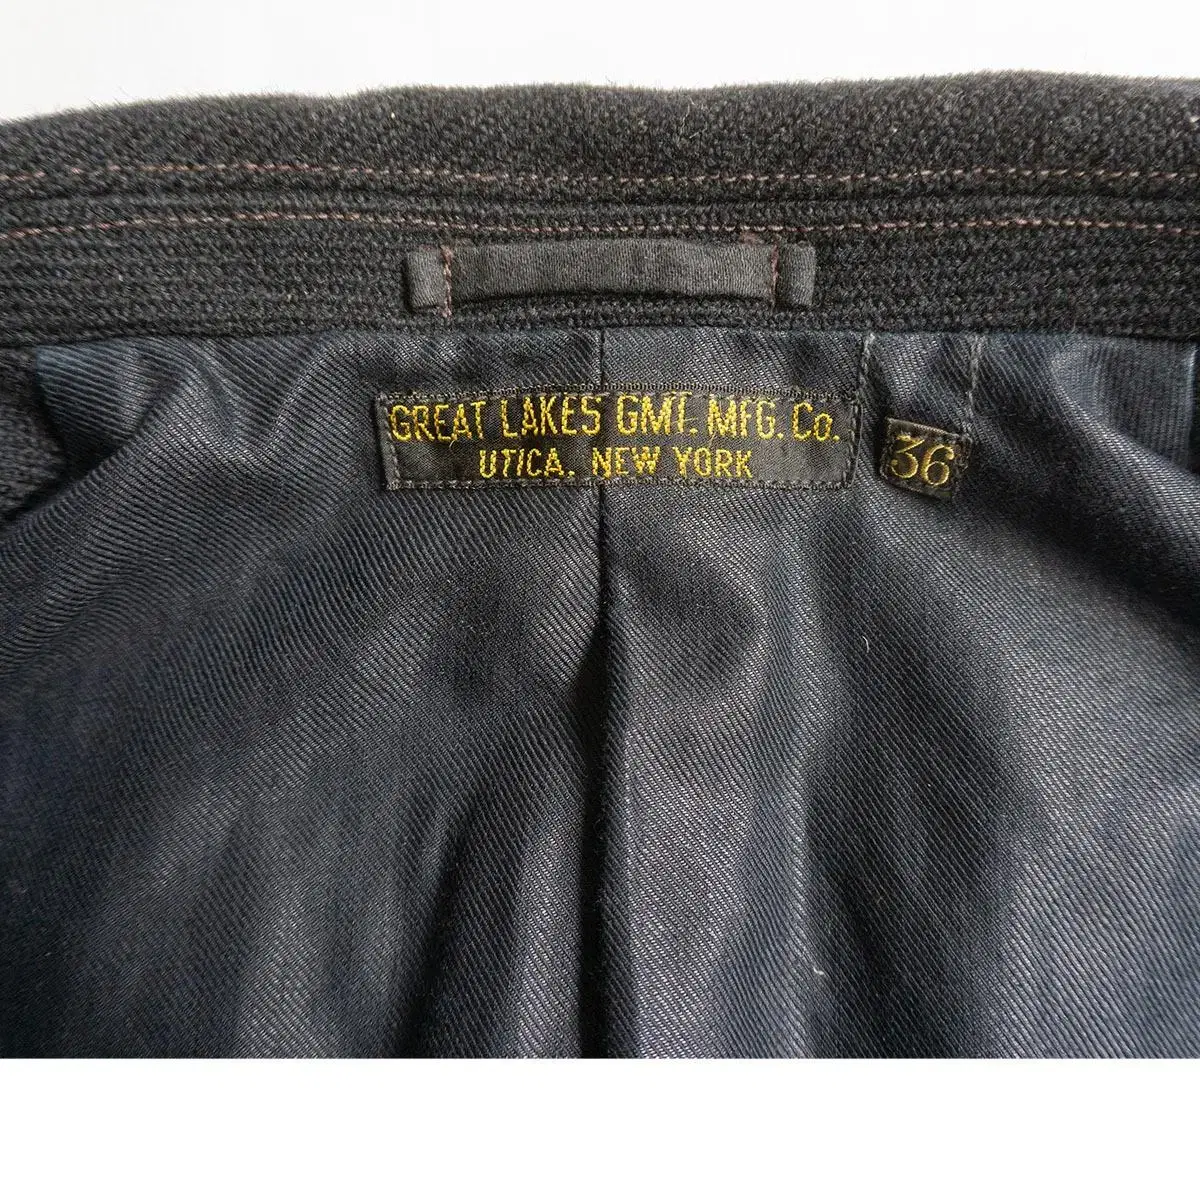 GREAT LAKES GMT. MFG. Co.
UTICA. NEW YORK
36